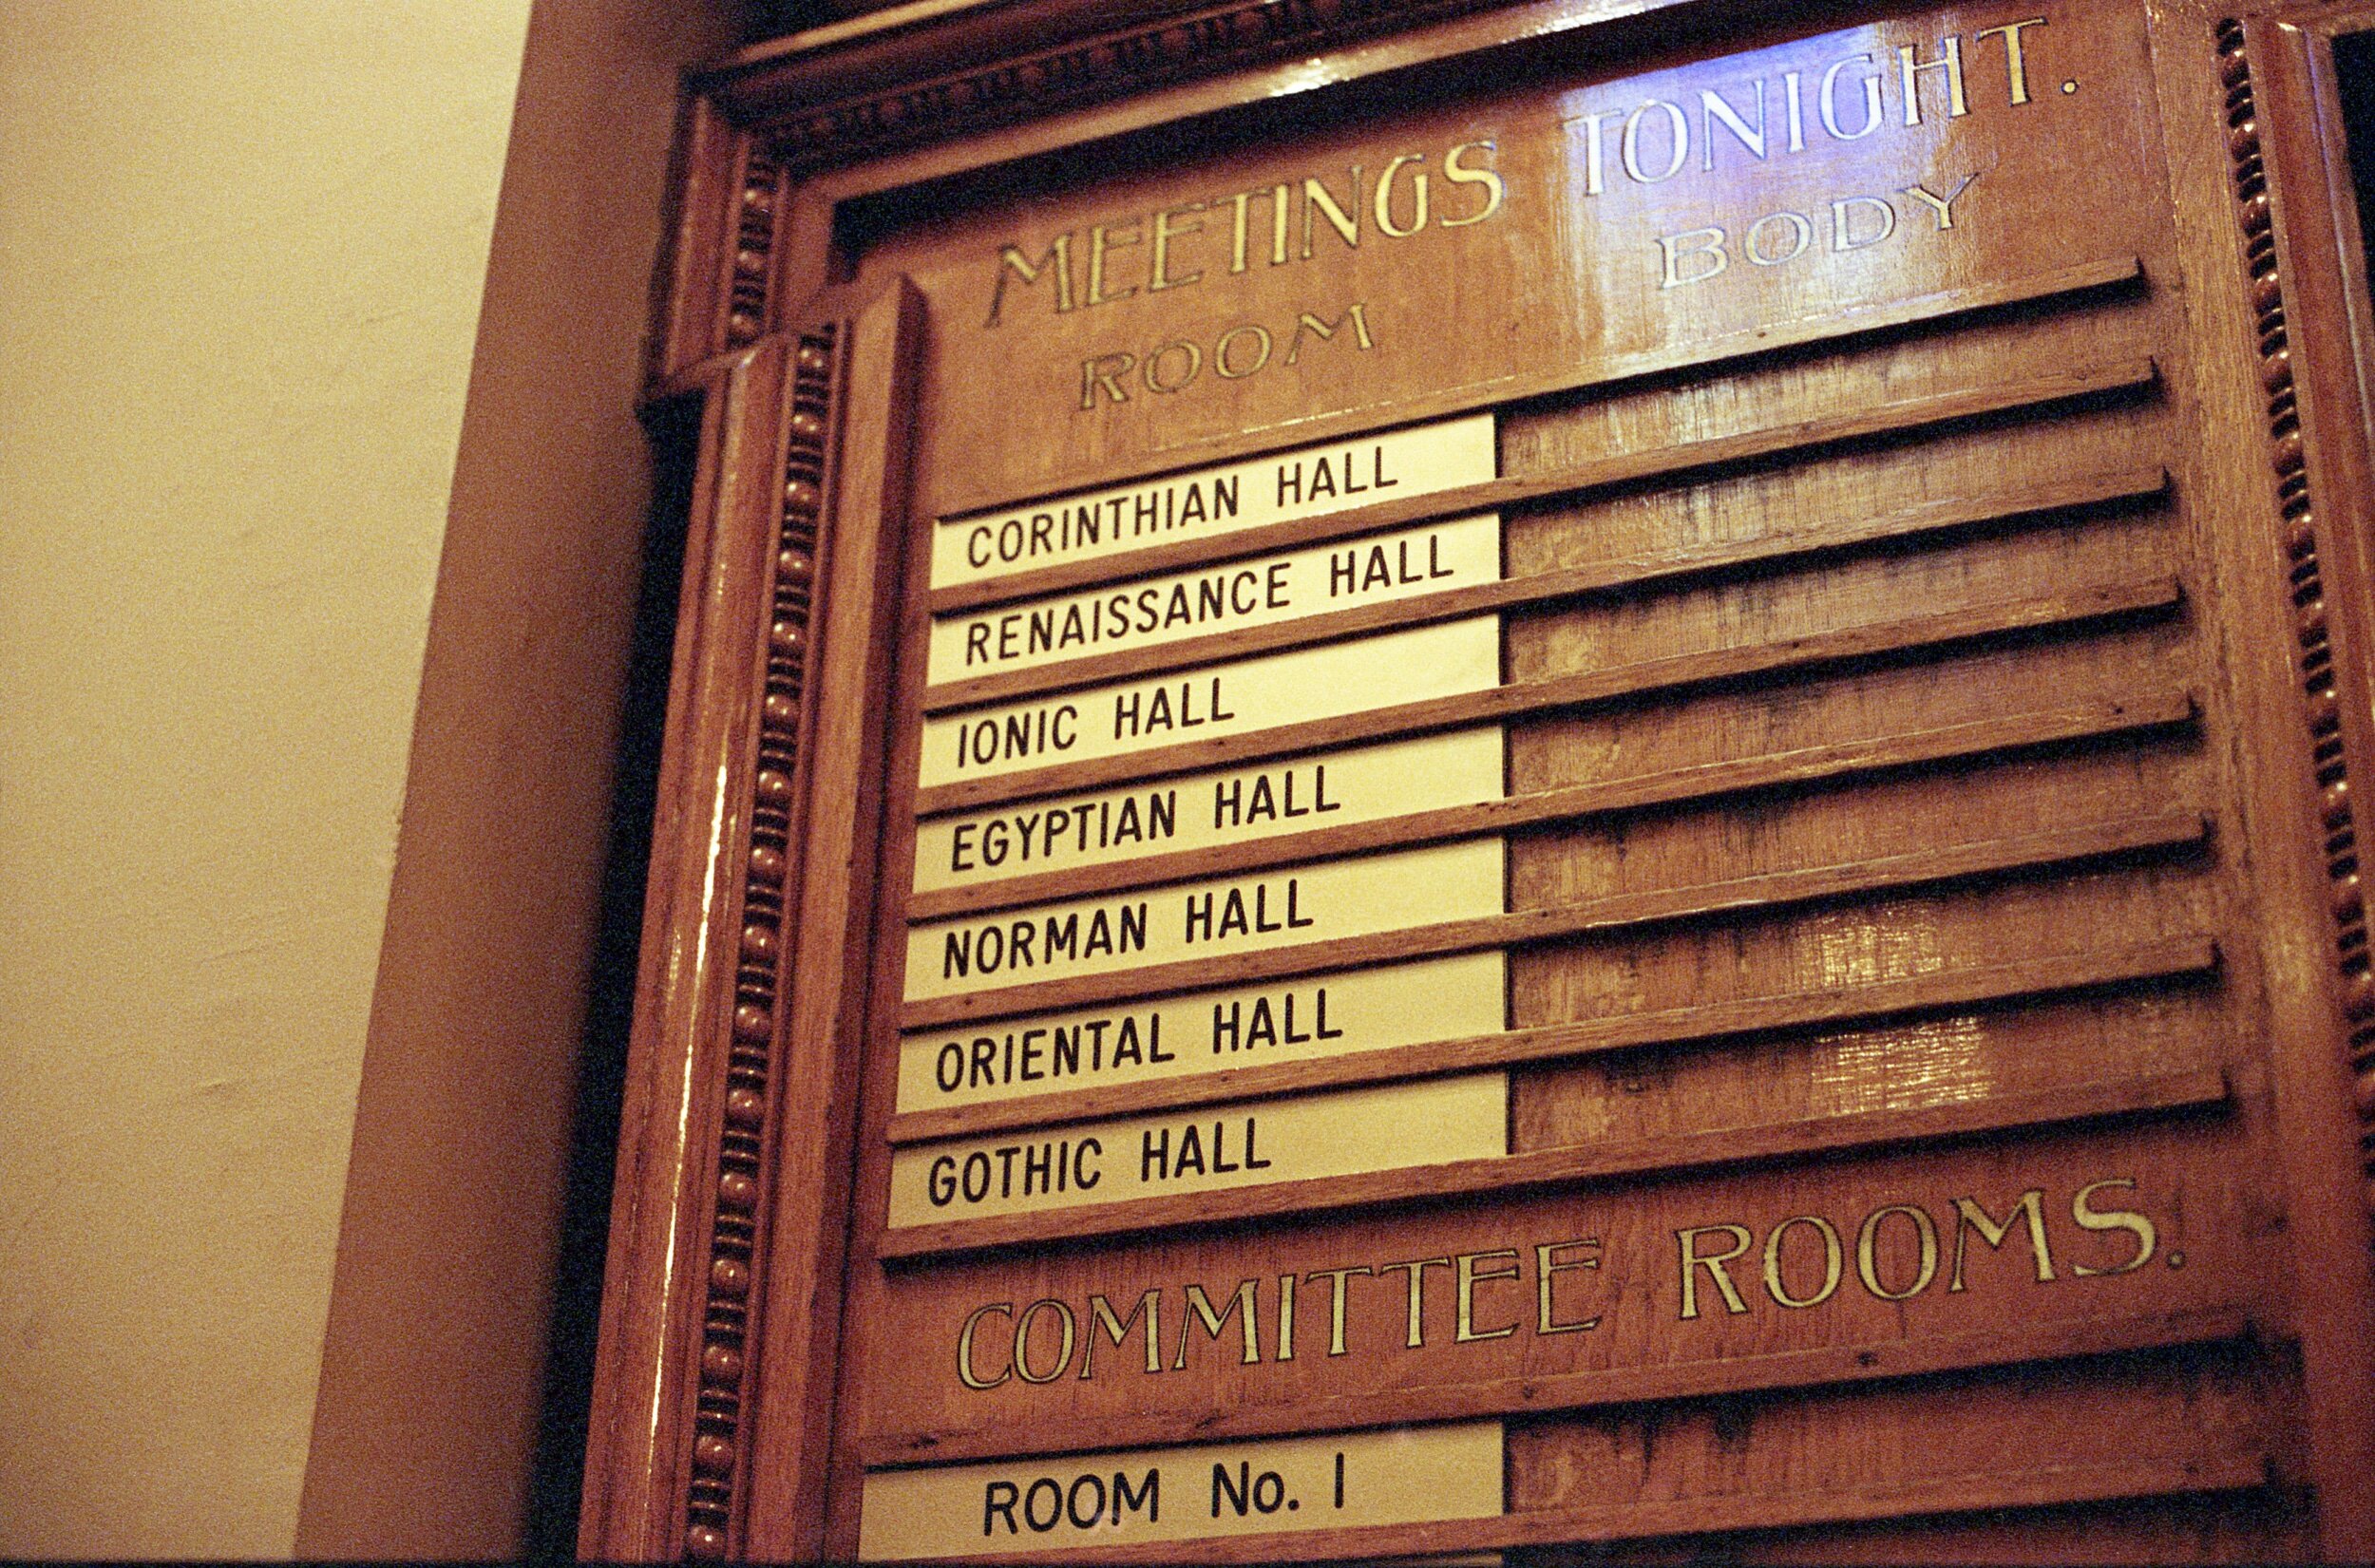 MEETINGS TONIGHT.
ROOM BODY
CORINTHIAN HALL
RENAISSANCE HALL
IONIC HALL
EGYPTIAN HALL
NORMAN HALL
ORIENTAL HALL
GOTHIC HALL
COMMITTEE ROOMS.
ROOM No. 1